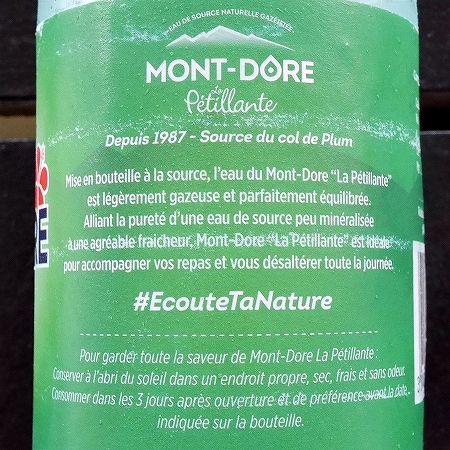 EAU DE SOURCE NATURELLE GAZÉIFIÉE
MONT-DORE
La
Pétillante
Depuis 1987 - Source du col de Plum
Mise en bouteille à la source, l'eau du Mont-Dore "La Pétillante"
est légèrement gazeuse et parfaitement équilibrée.
Alliant la pureté d'une eau de source peu minéralisée
à une agréable fraicheur, Mont-Dore "La Pétillante" est idéale
pour accompagner vos repas et vous désaltérer toute la journée.
#EcouteTaNature
Pour garder toute la saveur de Mont-Dore La Pétillante :
Conserver à l'abri du soleil dans un endroit propre, sec, frais et sans odeur.
Consommer dans les 3 jours après ouverture et de préférence avant la date
indiquée sur la bouteille.